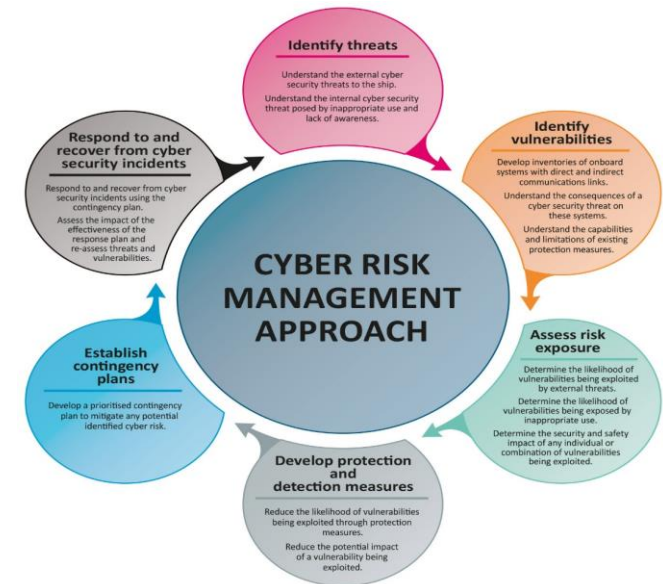 Identify threats
Understand the external cyber
security threats to the ship.
Understand the internal cyber security
threat posed by inappropriate use and
lack of awareness.
Identify
vulnerabilities
Develop inventories of onboard
systems with direct and indirect
communications links.
Understand the consequences of a
cyber security threat on
these systems.
Understand the capabilities
and limitations of existing
protection measures.
Assess risk
exposure
Determine the likelihood of
vulnerabilities being exploited
by external threats.
Determine the likelihood of
vulnerabilities being exposed by
inappropriate use.
Determine the security and safety
impact of any individual or
combination of vulnerabilities
being exploited.
Develop protection
and
detection measures
Reduce the likelihood of vulnerabilities
being exploited through protection
measures.
Reduce the potential impact
of a vulnerability being
exploited.
Establish
contingency
plans
Develop a prioritised contingency
plan to mitigate any potential
identified cyber risk.
Respond to and
recover from cyber
security incidents
Respond to and recover from cyber
security incidents using the
contingency plan.
Assess the impact of the
effectiveness of the
response plan and
re-assess threats and
vulnerabilities.
CYBER RISK
MANAGEMENT
APPROACH